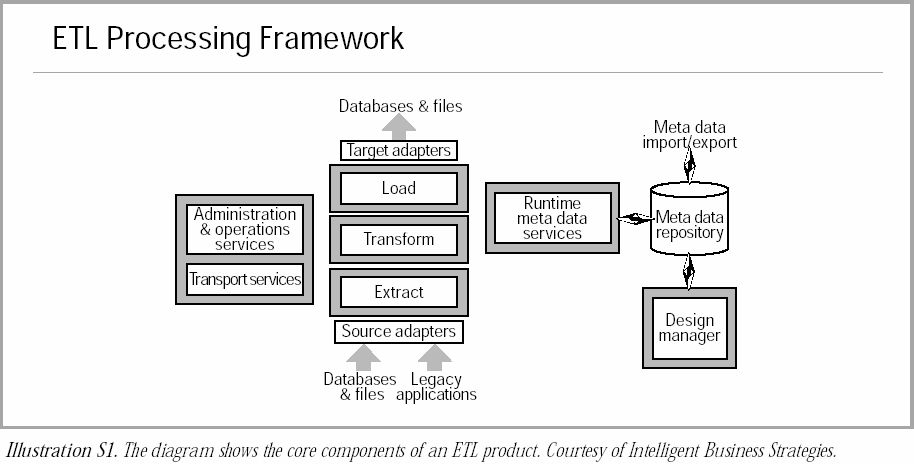 ETL Processing Framework
Databases & files
Target adapters
Load
Transform
Extract
Source adapters
Databases
& files
Legacy
applications
Administration
& operations
services
Transport services
Runtime
meta data
services
Meta data
import/export
Meta data
repository
Design
manager
Illustration S1. The diagram shows the core components of an ETL product. Courtesy of Intelligent Business Strategies.